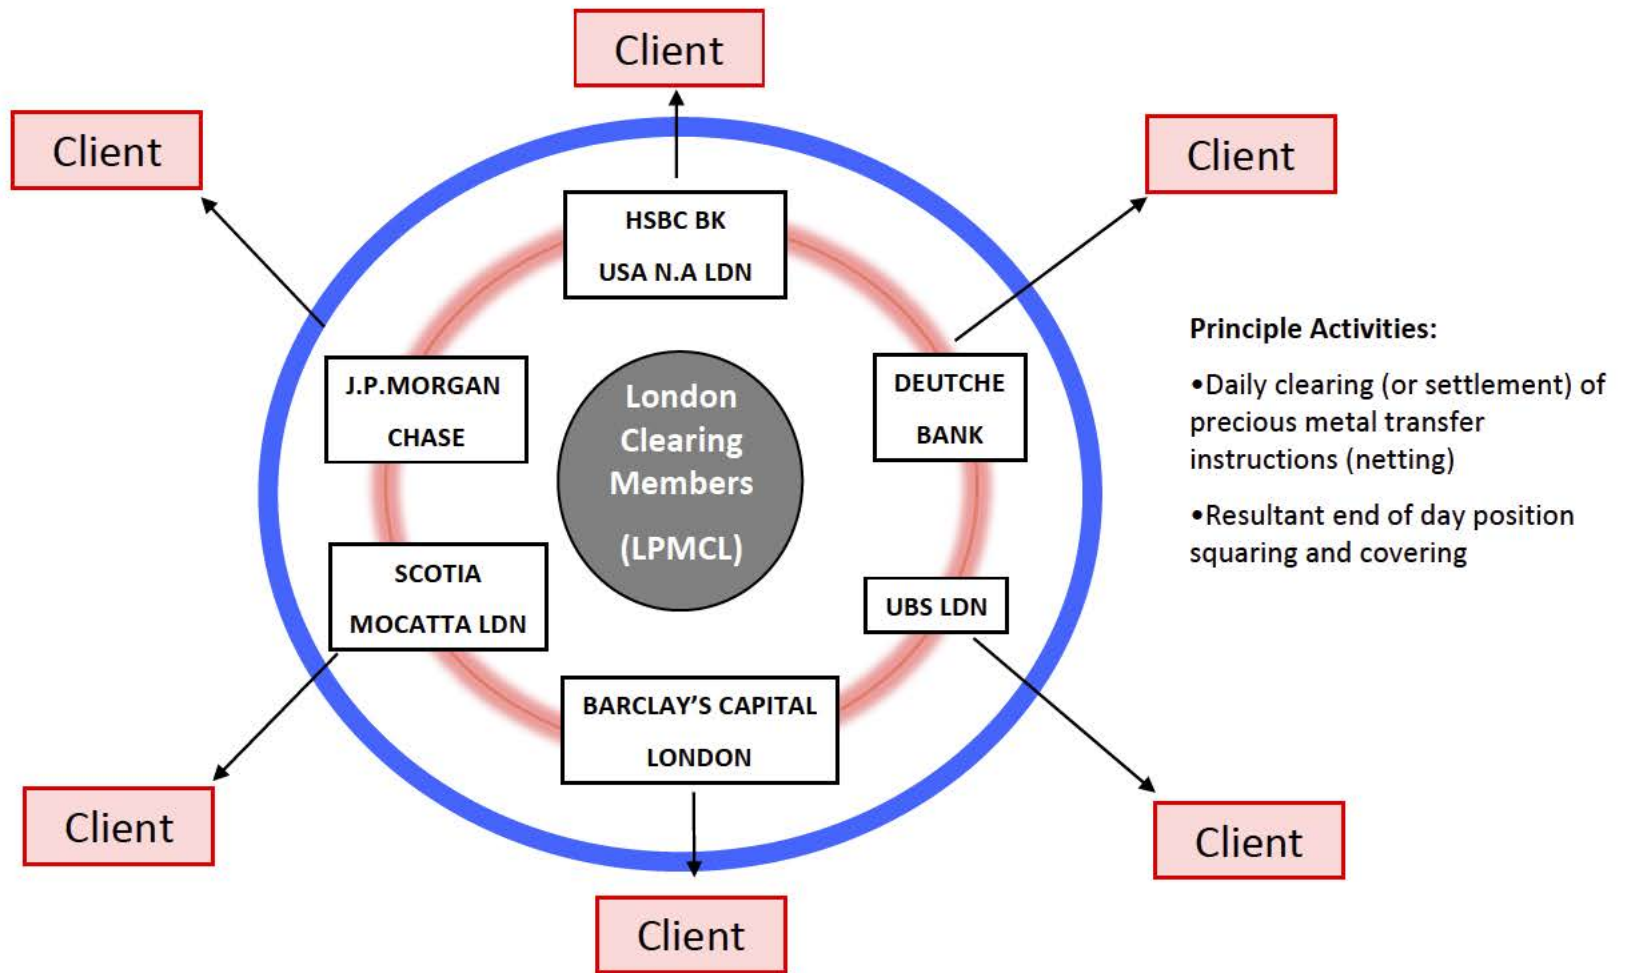 Client
Client
Client
HSBC BK
USA N.A LDN
J.P.MORGAN
CHASE
London
Clearing
Members
(LPMCL)
DEUTCHE
BANK
SCOTIA
MOCATTA LDN
UBS LDN
BARCLAY’S CAPITAL
LONDON
Client
Client
Client
Principle Activities:
•Daily clearing (or settlement) of
precious metal transfer
instructions (netting)
•Resultant end of day position
squaring and covering